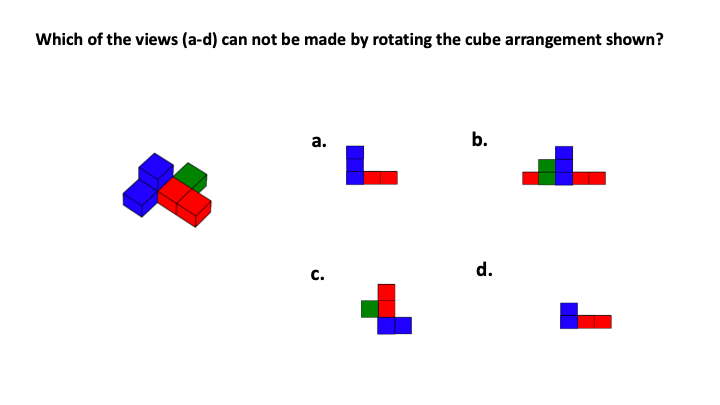 Which of the views (a-d) can not be made by rotating the cube arrangement shown?
a.
b.
c.
d.